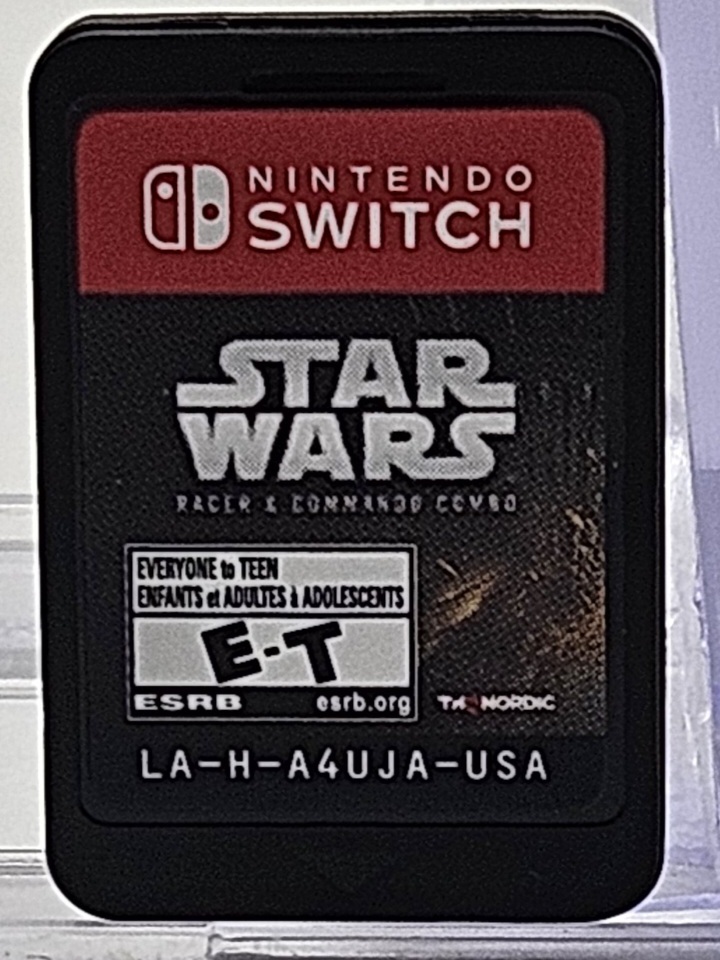 NINTENDO
SWITCH
STAR
WARS
RACER & COMMANDO COMBO
EVERYONE to TEEN
ENFANTS et ADULTES à ADOLESCENTS
E-T
ESRB esrb.org
THQ NORDIC
LA-H-A4UJA-USA